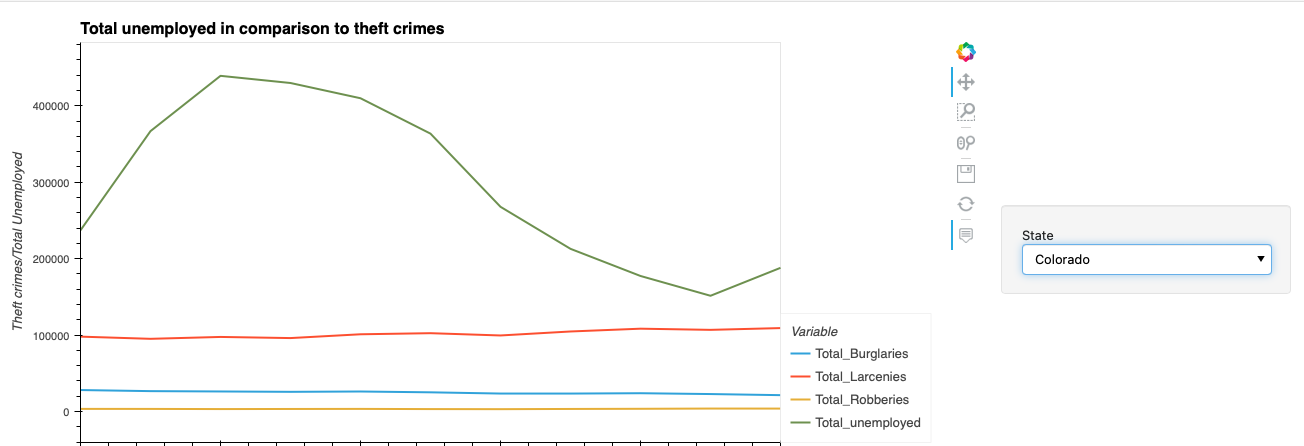 Total unemployed in comparison to theft crimes
Theft crimes/Total Unemployed
400000
300000
200000
100000
0
Variable
Total_Burglaries
Total_Larcenies
Total_Robberies
Total_unemployed
State
Colorado